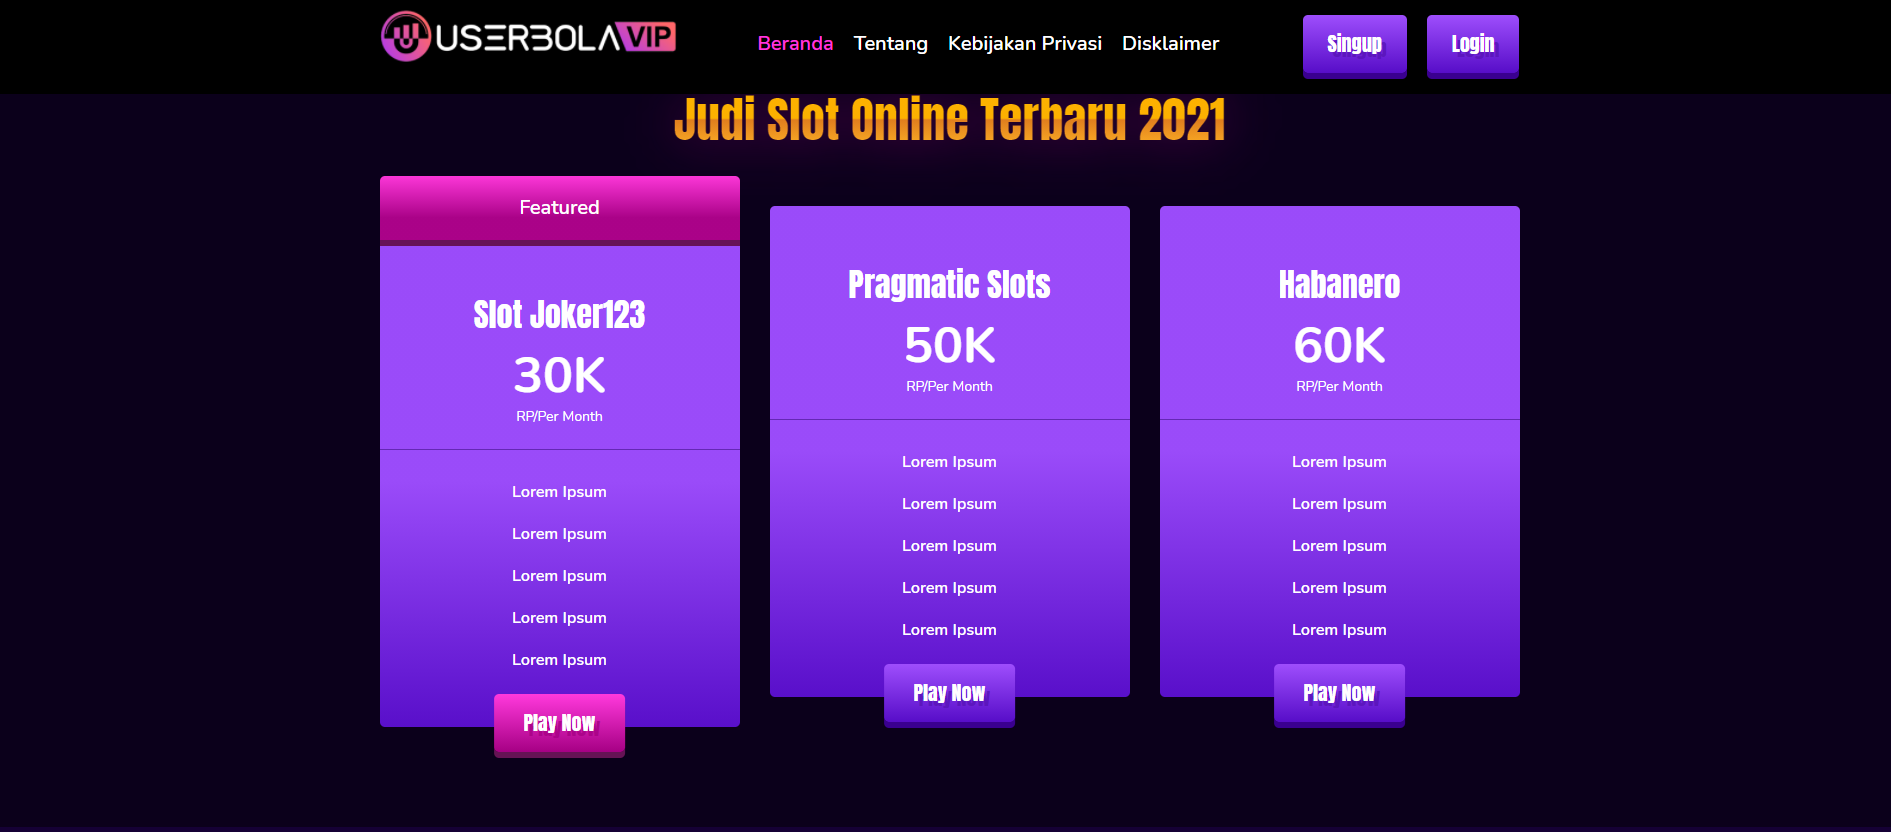 USERBOLA VIP
Beranda Tentang Kebijakan Privasi Disklaimer
Singup
Login
Judi Slot Online Terbaru 2021
Featured
Slot Joker123
30K
RP/Per Month
Lorem Ipsum
Lorem Ipsum
Lorem Ipsum
Lorem Ipsum
Lorem Ipsum
Play Now
Pragmatic Slots
50K
RP/Per Month
Lorem Ipsum
Lorem Ipsum
Lorem Ipsum
Lorem Ipsum
Lorem Ipsum
Play Now
Habanero
60K
RP/Per Month
Lorem Ipsum
Lorem Ipsum
Lorem Ipsum
Lorem Ipsum
Lorem Ipsum
Play Now